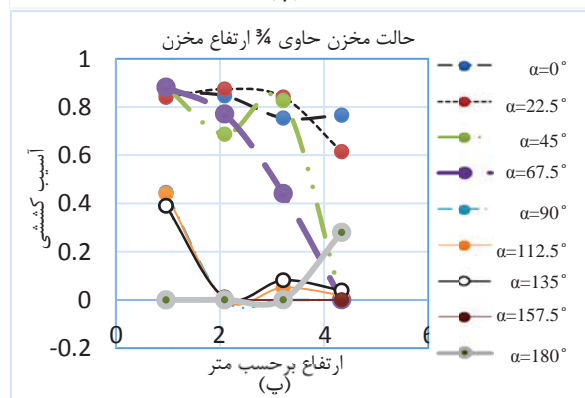 حالت مخزن حاوی ¾ ارتفاع مخزن
آسیب کششی
1
0.8
0.6
0.4
0.2
0
-0.2
0 2 4 6
ارتفاع برحسب متر
(پ)
α=0°
α=22.5°
α=45°
α=67.5°
α=90°
α=112.5°
α=135°
α=157.5°
α=180°